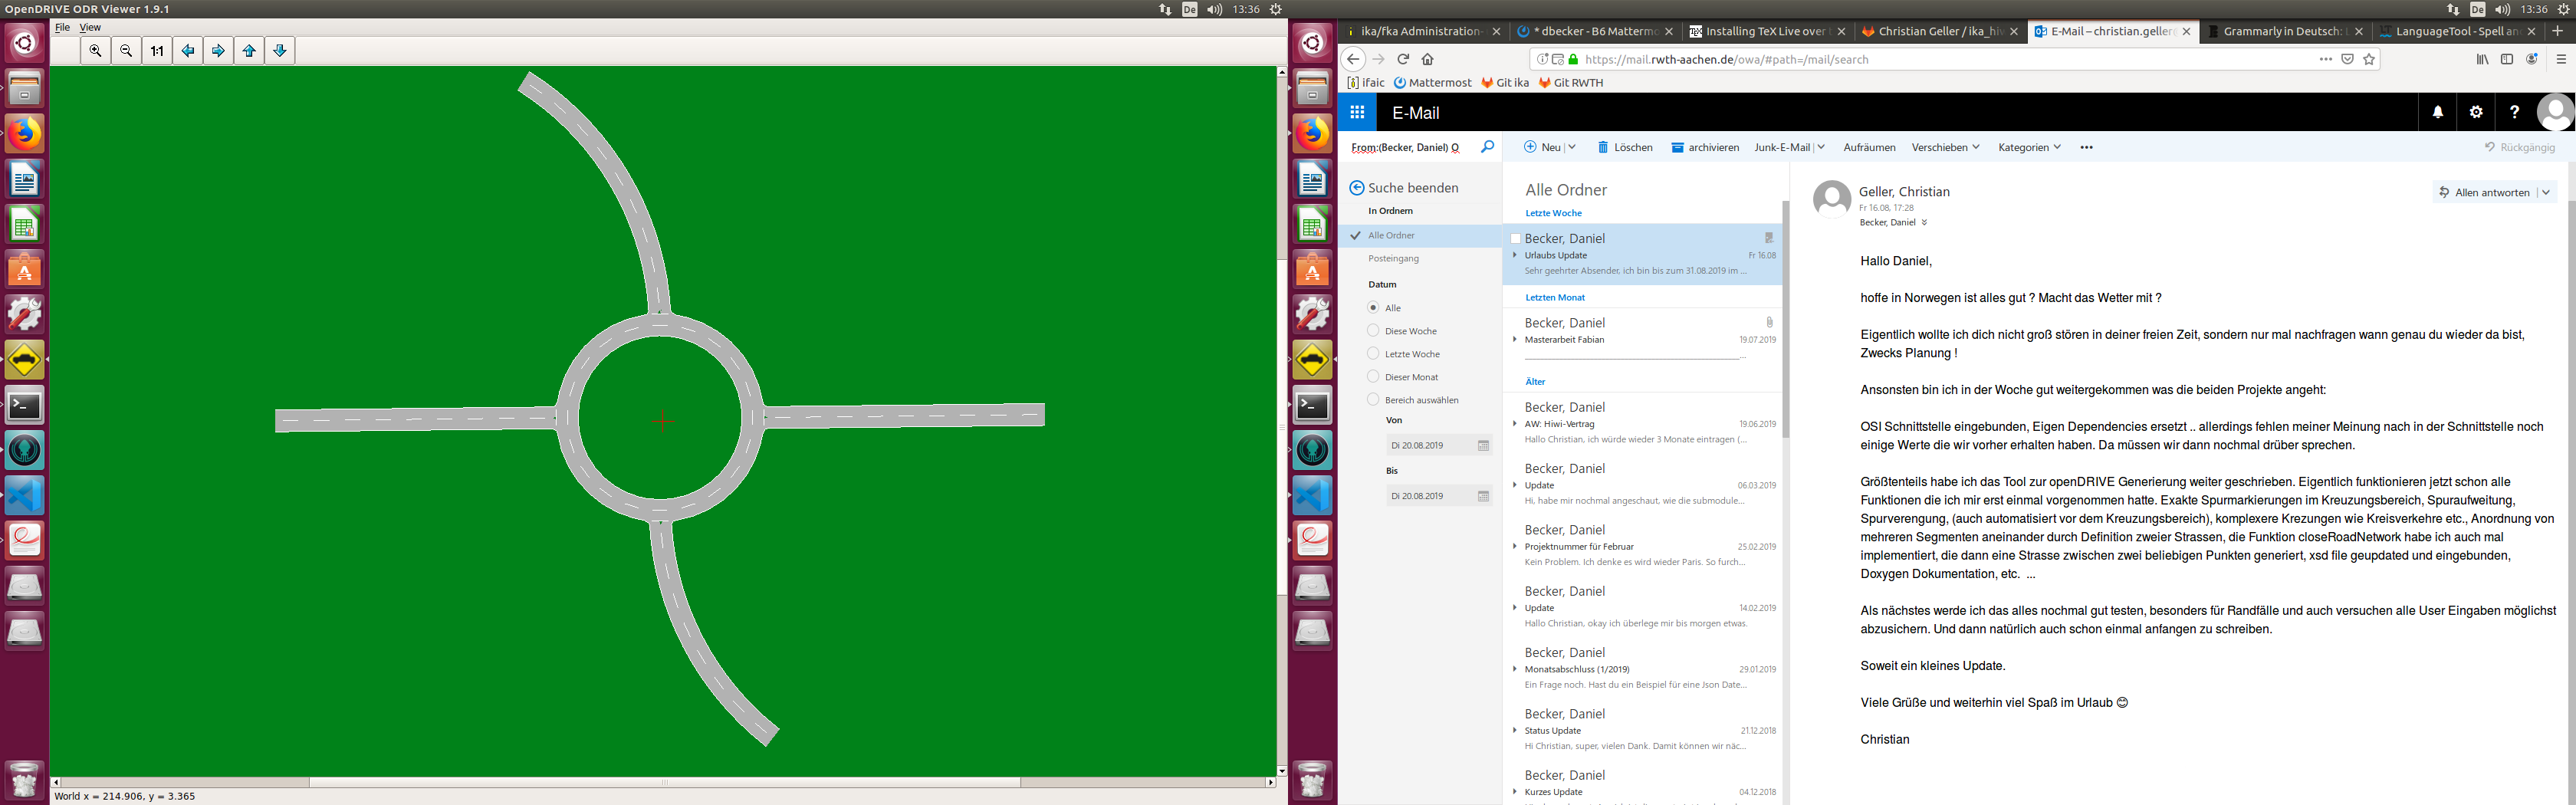 OpenDRIVE ODR Viewer 1.9.1
De
13:36
File View
1:1
World x = 214.906, y = 3.365
De
13:36
ika/fka Administration-
* dbecker - B6 Mattermo
Installing TeX Live over t
Christian Geller / ika_hiv
E-Mail – christian.geller@
Grammarly in Deutsch:
LanguageTool - Spell an
https://mail.rwth-aachen.de/owa/#path=/mail/search
ifaic
Mattermost
Git ika
Git RWTH
E-Mail
?
From:(Becker, Daniel) O
Neu
Löschen
archivieren
Junk-E-Mail
Aufräumen
Verschieben
Kategorien
Rückgängig
Suche beenden
In Ordnern
Alle Ordner
Posteingang
Datum
Alle
Diese Woche
Letzte Woche
Dieser Monat
Bereich auswählen
Von
Di 20.08.2019
Bis
Di 20.08.2019
Alle Ordner
Letzte Woche
Becker, Daniel
Urlaubs Update Fr 16.08
Sehr geehrter Absender, ich bin bis zum 31.08.2019 im ...
Letzten Monat
Becker, Daniel
Masterarbeit Fabian 19.07.2019
Älter
Becker, Daniel
AW: Hiwi-Vertrag 19.06.2019
Hallo Christian, ich würde wieder 3 Monate eintragen (...
Becker, Daniel
Update 06.03.2019
Hi, habe mir nochmal angeschaut, wie die submodule...
Becker, Daniel
Projektnummer für Februar 25.02.2019
Kein Problem. Ich denke es wird wieder Paris. So furch...
Becker, Daniel
Update 14.02.2019
Hallo Christian, okay ich überlege mir bis morgen etwas.
Becker, Daniel
Monatsabschluss (1/2019) 29.01.2019
Ein Frage noch. Hast du ein Beispiel für eine Json Date...
Becker, Daniel
Status Update 21.12.2018
Hi Christian, super, vielen Dank. Damit können wir näc...
Becker, Daniel
Kurzes Update 04.12.2018
Geller, Christian
Fr 16.08, 17:28
Becker, Daniel
Allen antworten
Hallo Daniel,
hoffe in Norwegen ist alles gut ? Macht das Wetter mit ?
Eigentlich wollte ich dich nicht groß stören in deiner freien Zeit, sondern nur mal nachfragen wann genau du wieder da bist,
Zwecks Planung !
Ansonsten bin ich in der Woche gut weitergekommen was die beiden Projekte angeht:
OSI Schnittstelle eingebunden, Eigen Dependencies ersetzt .. allerdings fehlen meiner Meinung nach in der Schnittstelle noch
einige Werte die wir vorher erhalten haben. Da müssen wir dann nochmal drüber sprechen.
Größtenteils habe ich das Tool zur openDRIVE Generierung weiter geschrieben. Eigentlich funktionieren jetzt schon alle
Funktionen die ich mir erst einmal vorgenommen hatte. Exakte Spurmarkierungen im Kreuzungsbereich, Spuraufweitung,
Spurverengung, (auch automatisiert vor dem Kreuzungsbereich), komplexere Krezungen wie Kreisverkehre etc., Anordnung von
mehreren Segmenten aneinander durch Definition zweier Strassen, die Funktion closeRoadNetwork habe ich auch mal
implementiert, die dann eine Strasse zwischen zwei beliebigen Punkten generiert, xsd file geupdated und eingebunden,
Doxygen Dokumentation, etc. ...
Als nächstes werde ich das alles nochmal gut testen, besonders für Randfälle und auch versuchen alle User Eingaben möglichst
abzusichern. Und dann natürlich auch schon einmal anfangen zu schreiben.
Soweit ein kleines Update.
Viele Grüße und weiterhin viel Spaß im Urlaub 😊
Christian